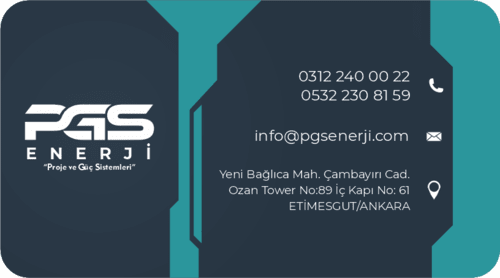 PGS
ENERJİ
"Proje ve Güç Sistemleri"
0312 240 00 22
0532 230 81 59
info@pgsenerji.com
Yeni Bağlıca Mah. Çambayırı Cad.
Ozan Tower No:89 İç Kapı No: 61
ETİMESGUT/ANKARA